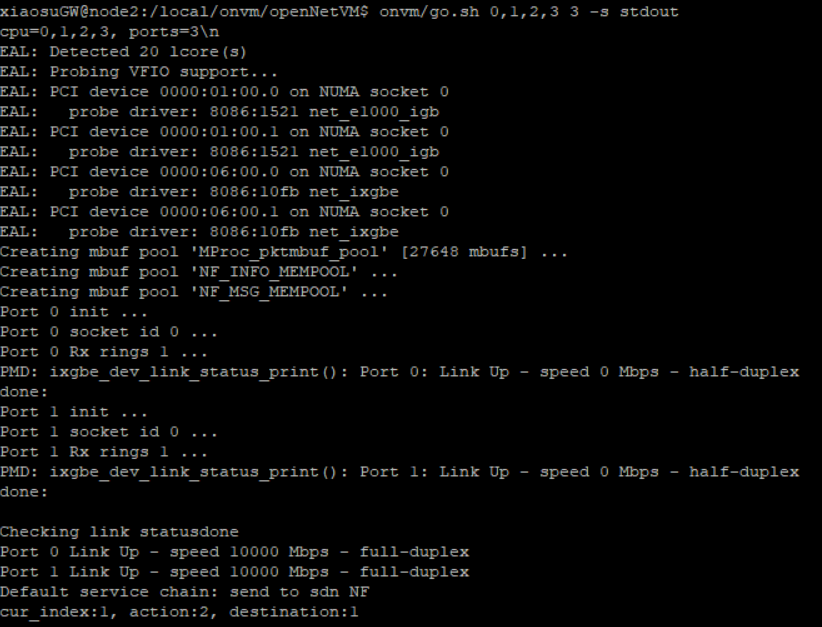 xiaosuGW@node2:/local/onvm/openNetVM$ onvm/go.sh 0,1,2,3 3 -s stdout
cpu=0,1,2,3, ports=3\n
EAL: Detected 20 lcore(s)
EAL: Probing VFIO support...
EAL: PCI device 0000:01:00.0 on NUMA socket 0
EAL:   probe driver: 8086:1521 net_e1000_igb
EAL: PCI device 0000:01:00.1 on NUMA socket 0
EAL:   probe driver: 8086:1521 net_e1000_igb
EAL: PCI device 0000:06:00.0 on NUMA socket 0
EAL:   probe driver: 8086:10fb net_ixgbe
EAL: PCI device 0000:06:00.1 on NUMA socket 0
EAL:   probe driver: 8086:10fb net_ixgbe
Creating mbuf pool 'MProc_pktmbuf_pool' [27648 mbufs] ...
Creating mbuf pool 'NF_INFO_MEMPOOL' ...
Creating mbuf pool 'NF_MSG_MEMPOOL' ...
Port 0 init ...
Port 0 socket id 0 ...
Port 0 Rx rings 1 ...
PMD: ixgbe_dev_link_status_print(): Port 0: Link Up - speed 0 Mbps - half-duplex
done:
Port 1 init ...
Port 1 socket id 0 ...
Port 1 Rx rings 1 ...
PMD: ixgbe_dev_link_status_print(): Port 1: Link Up - speed 0 Mbps - half-duplex
done:

Checking link statusdone
Port 0 Link Up - speed 10000 Mbps - full-duplex
Port 1 Link Up - speed 10000 Mbps - full-duplex
Default service chain: send to sdn NF
cur_index:1, action:2, destination:1